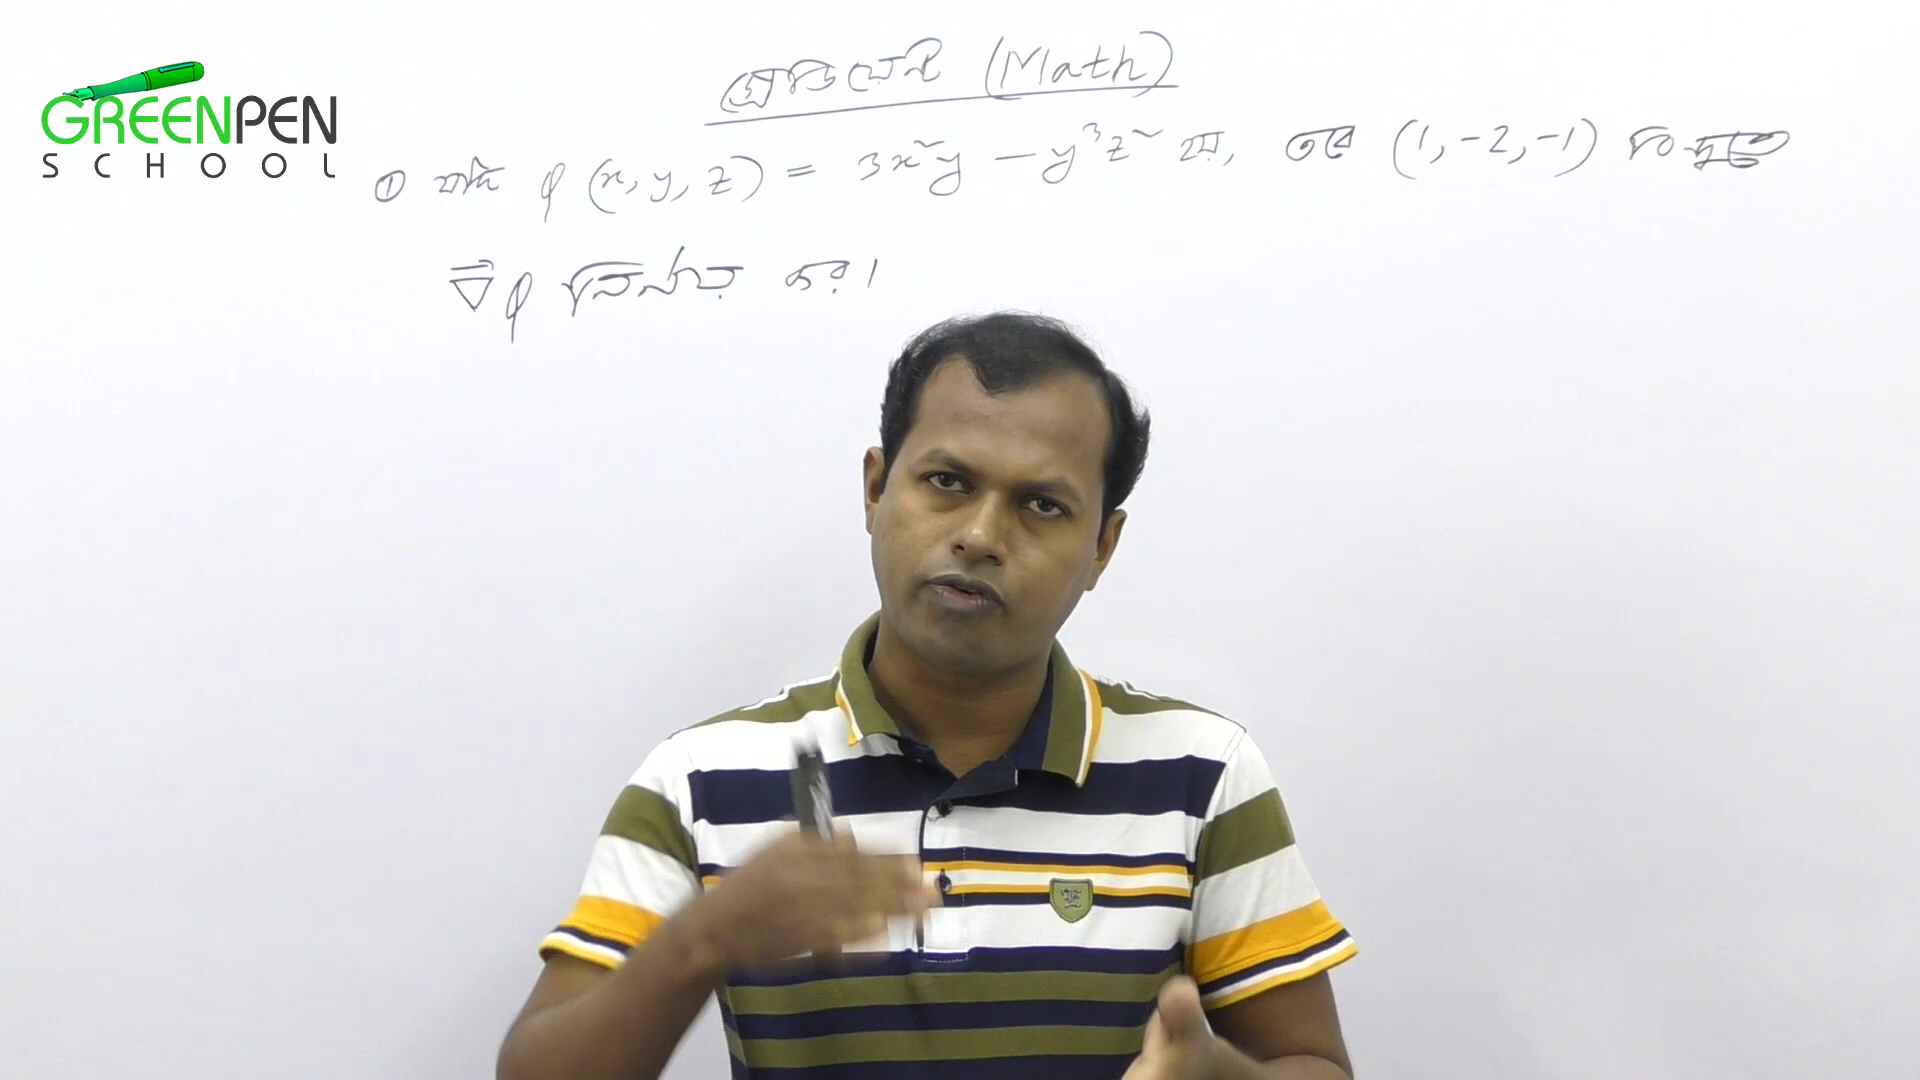 GREENPEN
SCHOOL
গ্রেডিয়েন্ট (Math)
① যদি φ (x, y, z) = 3x²y − y³z² হয়, তবে (1, -2, -1) বিন্দুতে
∇⃗φ নির্ণয় কর।